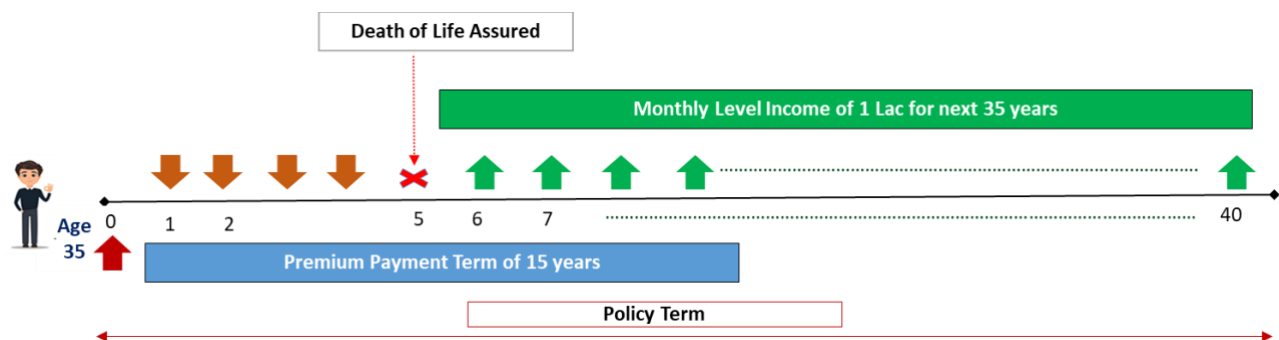 Death of Life Assured
Monthly Level Income of 1 Lac for next 35 years
Age
35
0
1
2
5
6
7
40
Premium Payment Term of 15 years
Policy Term